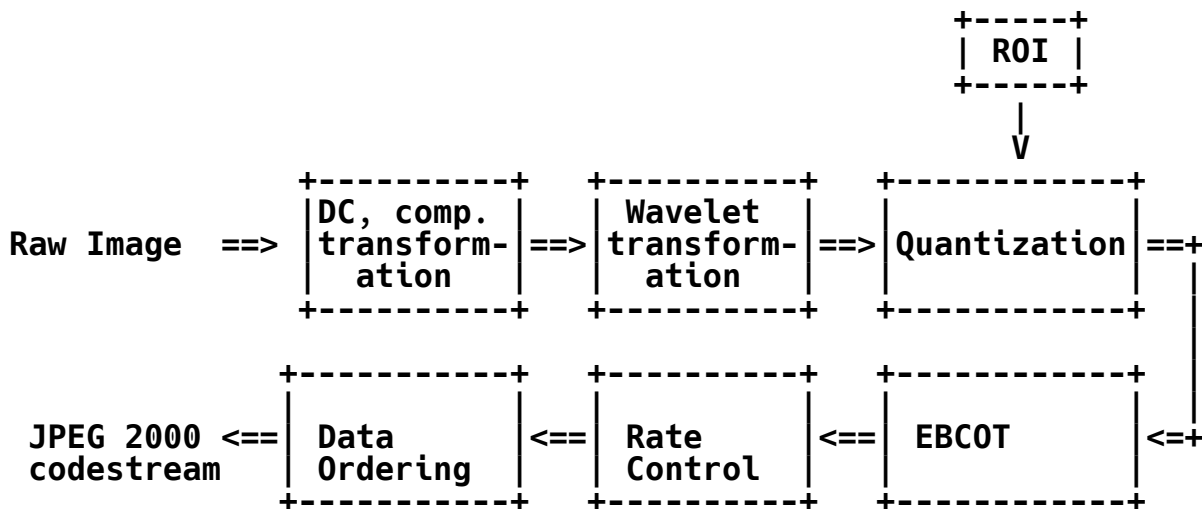 +-----+
| ROI |
+-----+
|
V
+----------+ +----------+ +------------+
|DC, comp. | | Wavelet | | |
Raw Image ==> |transform-|==>|transform-|==>|Quantization|==+
| ation | | ation | | | |
+----------+ +----------+ +------------+ |
|
+-----------+ +----------+ +------------+ |
| | | | | | |
JPEG 2000 <==| Data |<==| Rate |<==| EBCOT |<=+
codestream | Ordering | | Control | | |
+-----------+ +----------+ +------------+